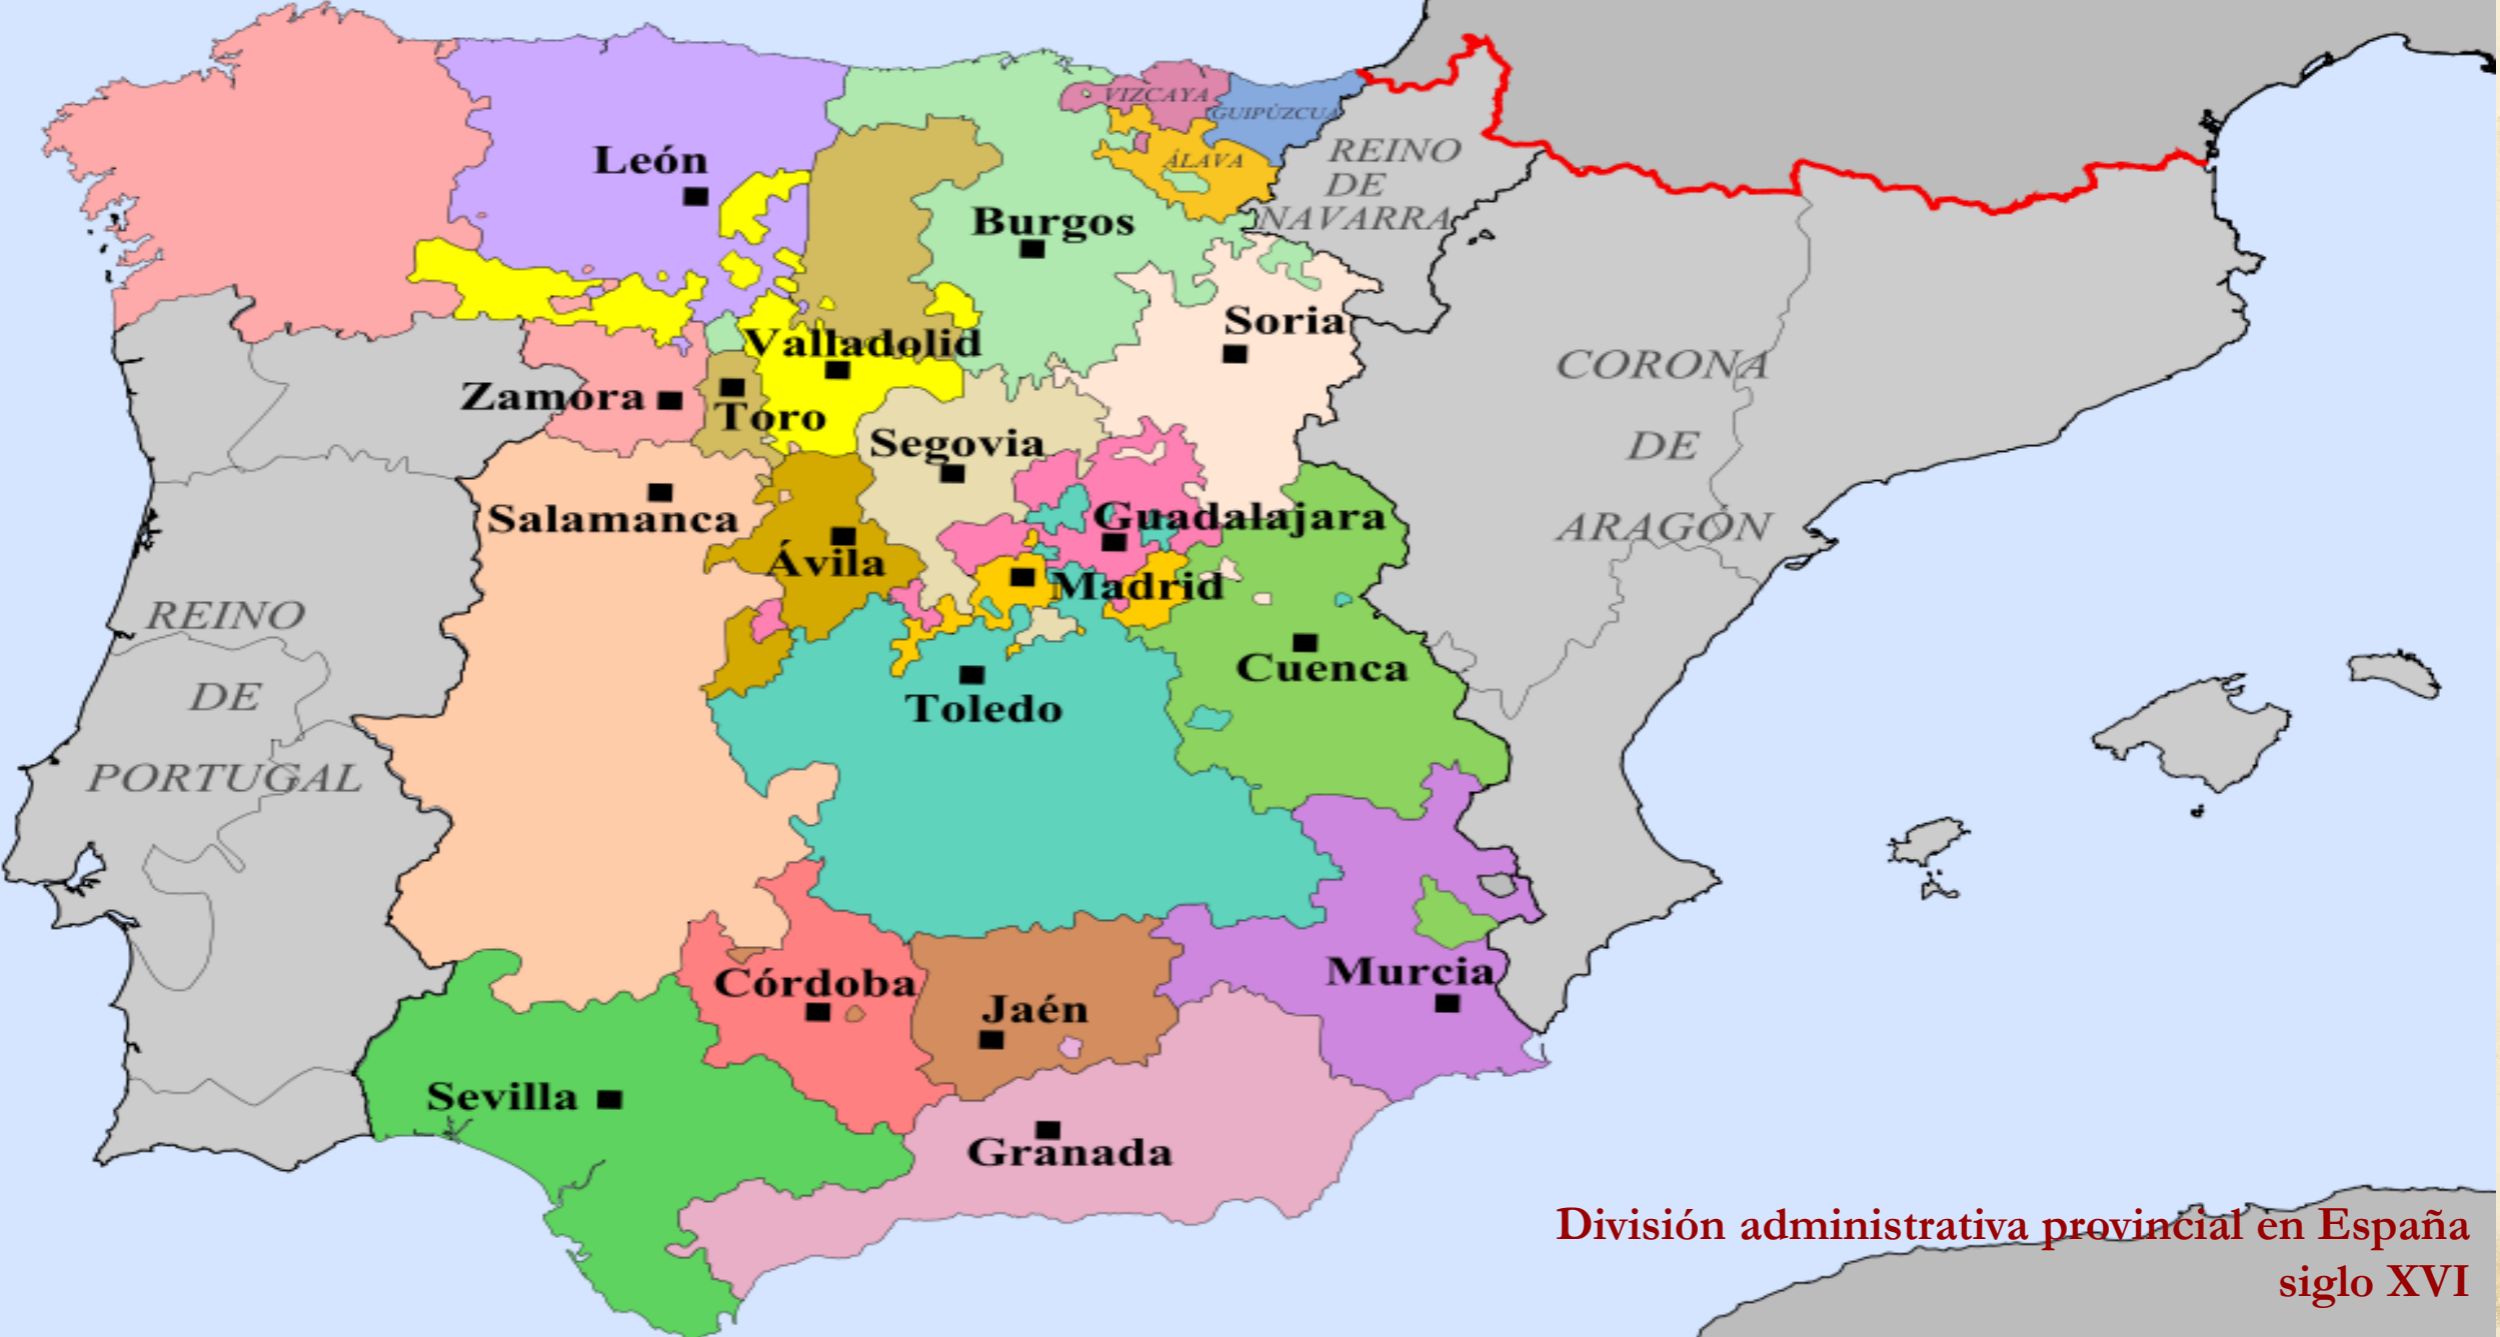 VIZCAYA
GUIPÚZCUA
León
ÁLAVA
REINO
DE
NAVARRA
Burgos
Soria
Valladolid
Zamora
Toro
Segovia
CORONA
DE
ARAGÓN
Salamanca
Guadalajara
Ávila
Madrid
REINO
DE
PORTUGAL
Cuenca
Toledo
Córdoba
Jaén
Murcia
Sevilla
Granada
División administrativa provincial en España
siglo XVI